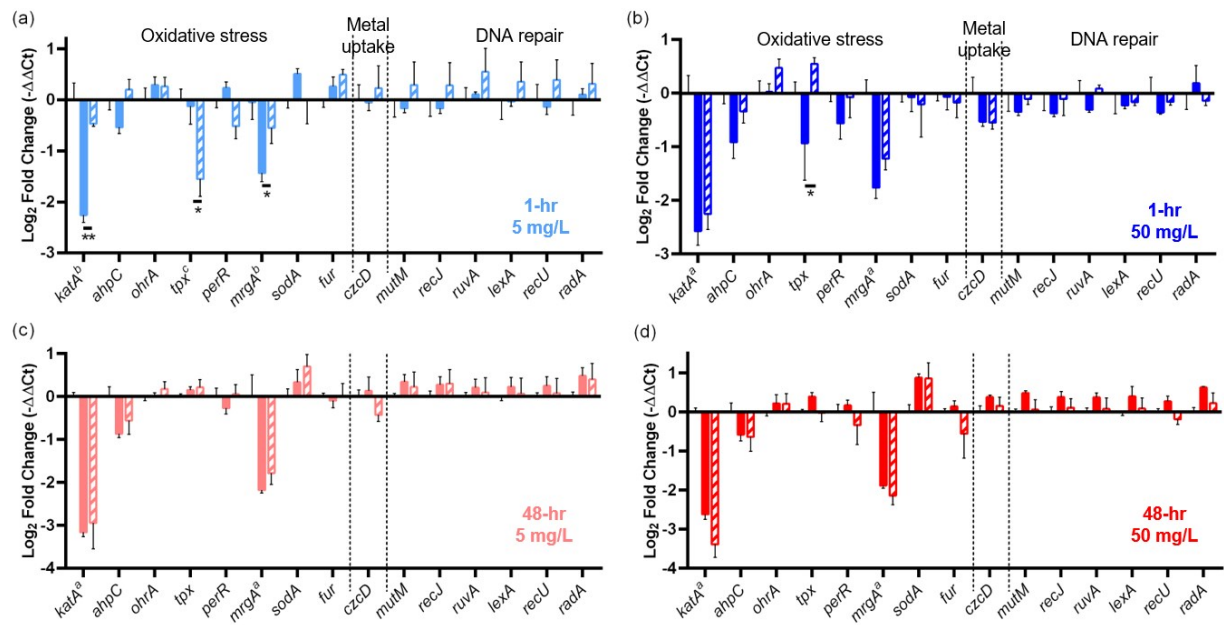 (a)
Oxidative stress
Metal
uptake
DNA repair
Log₂ Fold Change (-ΔΔCt)
1
0
-1
-2
-3
**
*
*
1-hr
5 mg/L
katAᵇ
ahpC
ohrA
tpxᶜ
perR
mrgAᵇ
sodA
fur
czcD
mutM
recJ
ruvA
lexA
recU
radA
(b)
Oxidative stress
Metal
uptake
DNA repair
Log₂ Fold Change (-ΔΔCt)
1
0
-1
-2
-3
*
1-hr
50 mg/L
katAᵃ
ahpC
ohrA
tpx
perR
mrgAᵃ
sodA
fur
czcD
mutM
recJ
ruvA
lexA
recU
radA
(c)
Log₂ Fold Change (-ΔΔCt)
1
0
-1
-2
-3
-4
48-hr
5 mg/L
katAᵃ
ahpC
ohrA
tpx
perR
mrgAᵃ
sodA
fur
czcD
mutM
recJ
ruvA
lexA
recU
radA
(d)
Log₂ Fold Change (-ΔΔCt)
1
0
-1
-2
-3
-4
48-hr
50 mg/L
katAᵃ
ahpC
ohrA
tpx
perR
mrgAᵃ
sodA
fur
czcD
mutM
recJ
ruvA
lexA
recU
radA